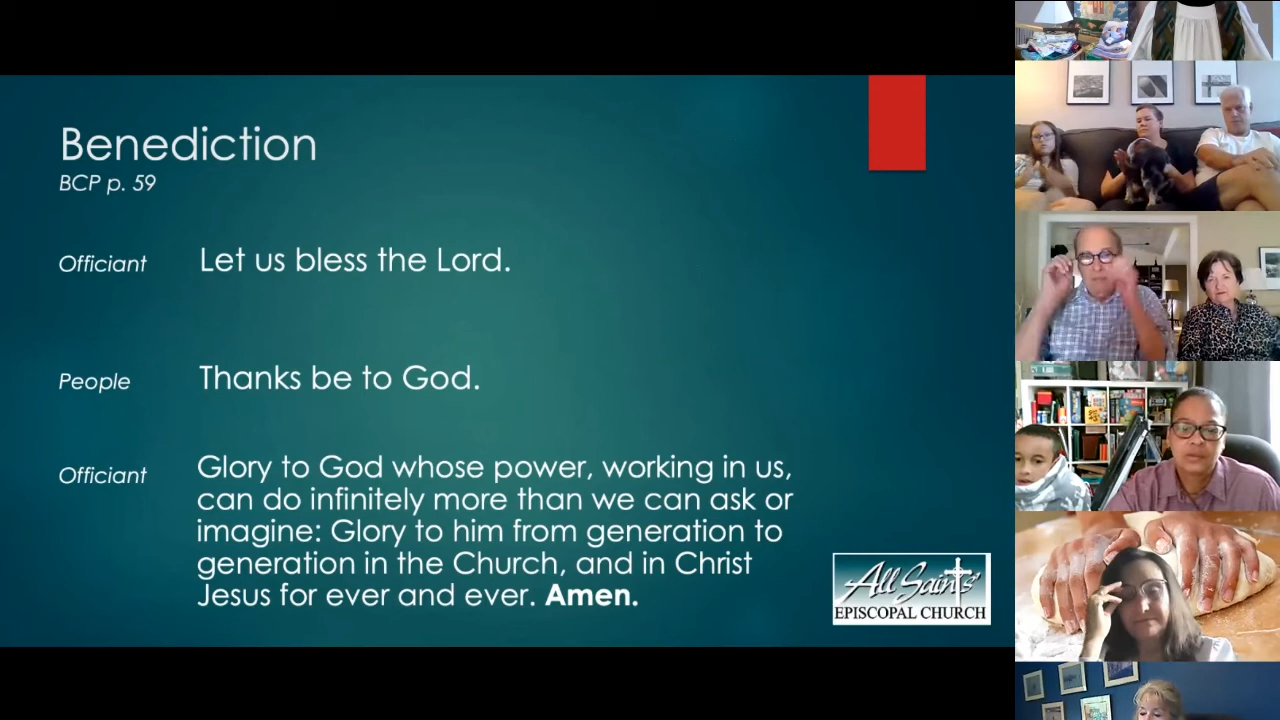 Benediction
BCP p. 59
Officiant Let us bless the Lord.
People Thanks be to God.
Officiant Glory to God whose power, working in us,
can do infinitely more than we can ask or
imagine: Glory to him from generation to
generation in the Church, and in Christ
Jesus for ever and ever. Amen.
All Saints'
EPISCOPAL CHURCH